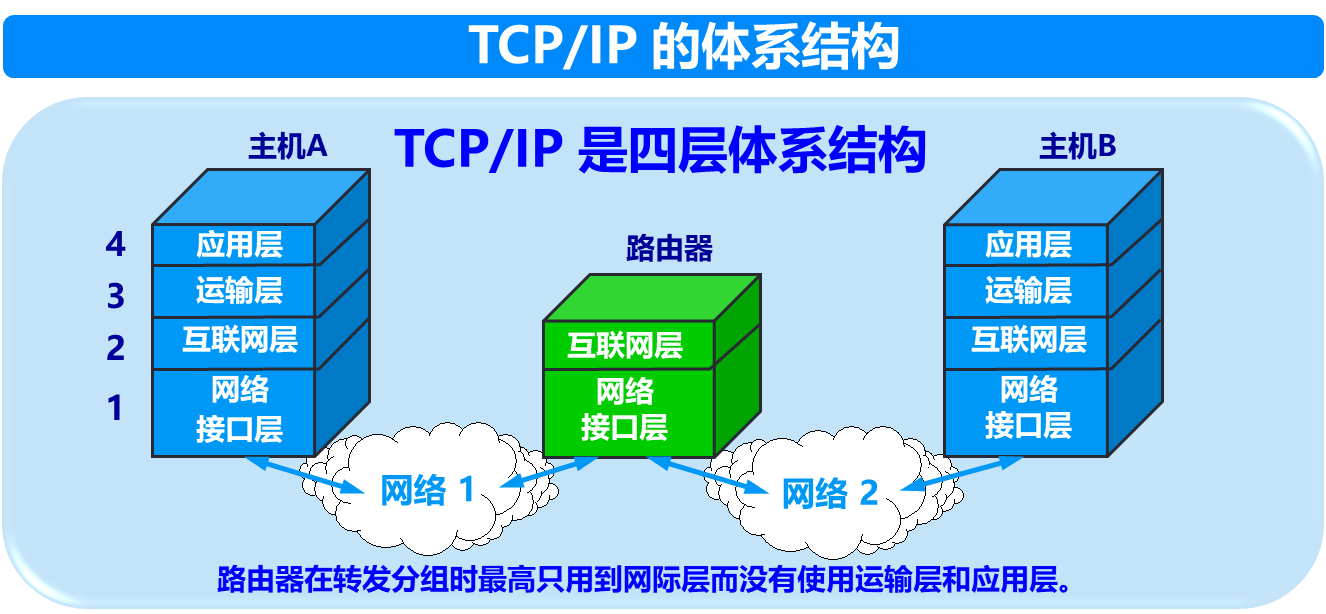 TCP/IP 的体系结构
TCP/IP 是四层体系结构
主机A
主机B
路由器
4
应用层
3
运输层
2
互联网层
1
网络
接口层
互联网层
网络
接口层
应用层
运输层
互联网层
网络
接口层
网络 1
网络 2
路由器在转发分组时最高只用到网际层而没有使用运输层和应用层。